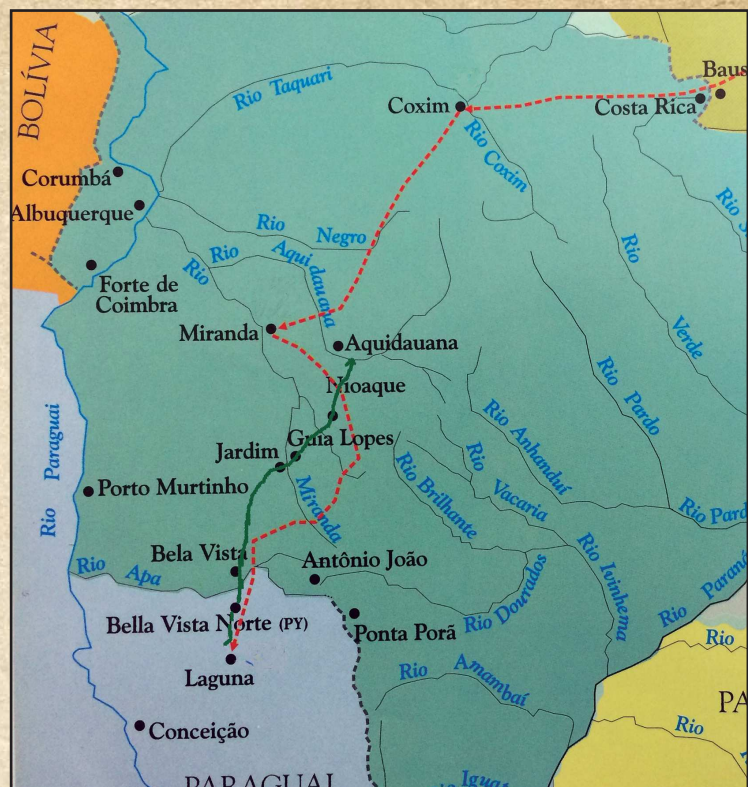 BOLÍVIA
Rio Taquari
Coxim
Costa Rica
Baus
Rio Coxim
Corumbá
Albuquerque
Rio Negro
Rio
Rio Aquidauana
Rio
Verde
Forte de
Coimbra
Miranda
Aquidauana
Nioaque
Rio Pardo
Guia Lopes
Jardim
Rio Anhanduí
Rio Paraguai
Porto Murtinho
Miranda
Rio Brilhante
Rio Vacaria
Rio Pard
Bela Vista
Antônio João
Rio Apa
Rio Ivinhema
Rio Dourados
Rio Paraná
Bella Vista Norte (PY)
Ponta Porã
Rio
Laguna
Rio Amambaí
PA
Conceição
Rio
PARAGUAI
Iguat